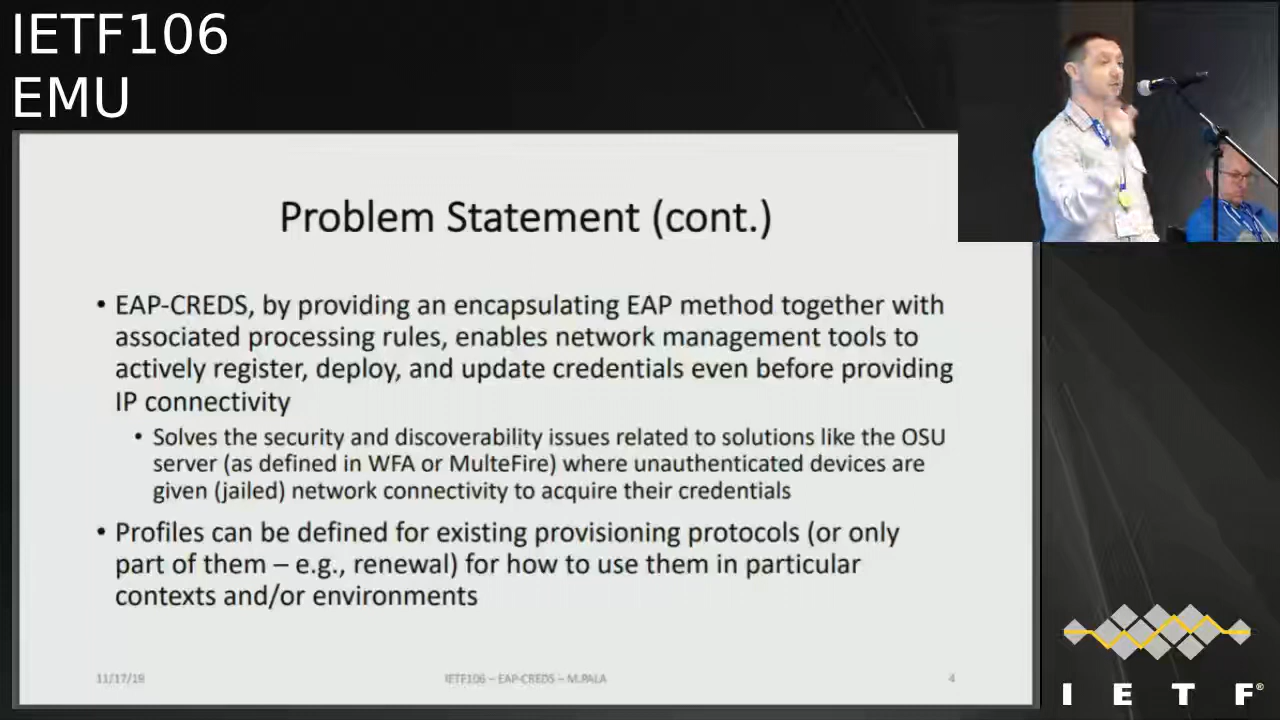 IETF106
EMU
Problem Statement (cont.)
• EAP-CREDS, by providing an encapsulating EAP method together with
associated processing rules, enables network management tools to
actively register, deploy, and update credentials even before providing
IP connectivity
• Solves the security and discoverability issues related to solutions like the OSU
server (as defined in WFA or MulteFire) where unauthenticated devices are
given (jailed) network connectivity to acquire their credentials
• Profiles can be defined for existing provisioning protocols (or only
part of them – e.g., renewal) for how to use them in particular
contexts and/or environments
11/17/19 IETF106 – EAP-CREDS – M.PALA 4
I E T F®